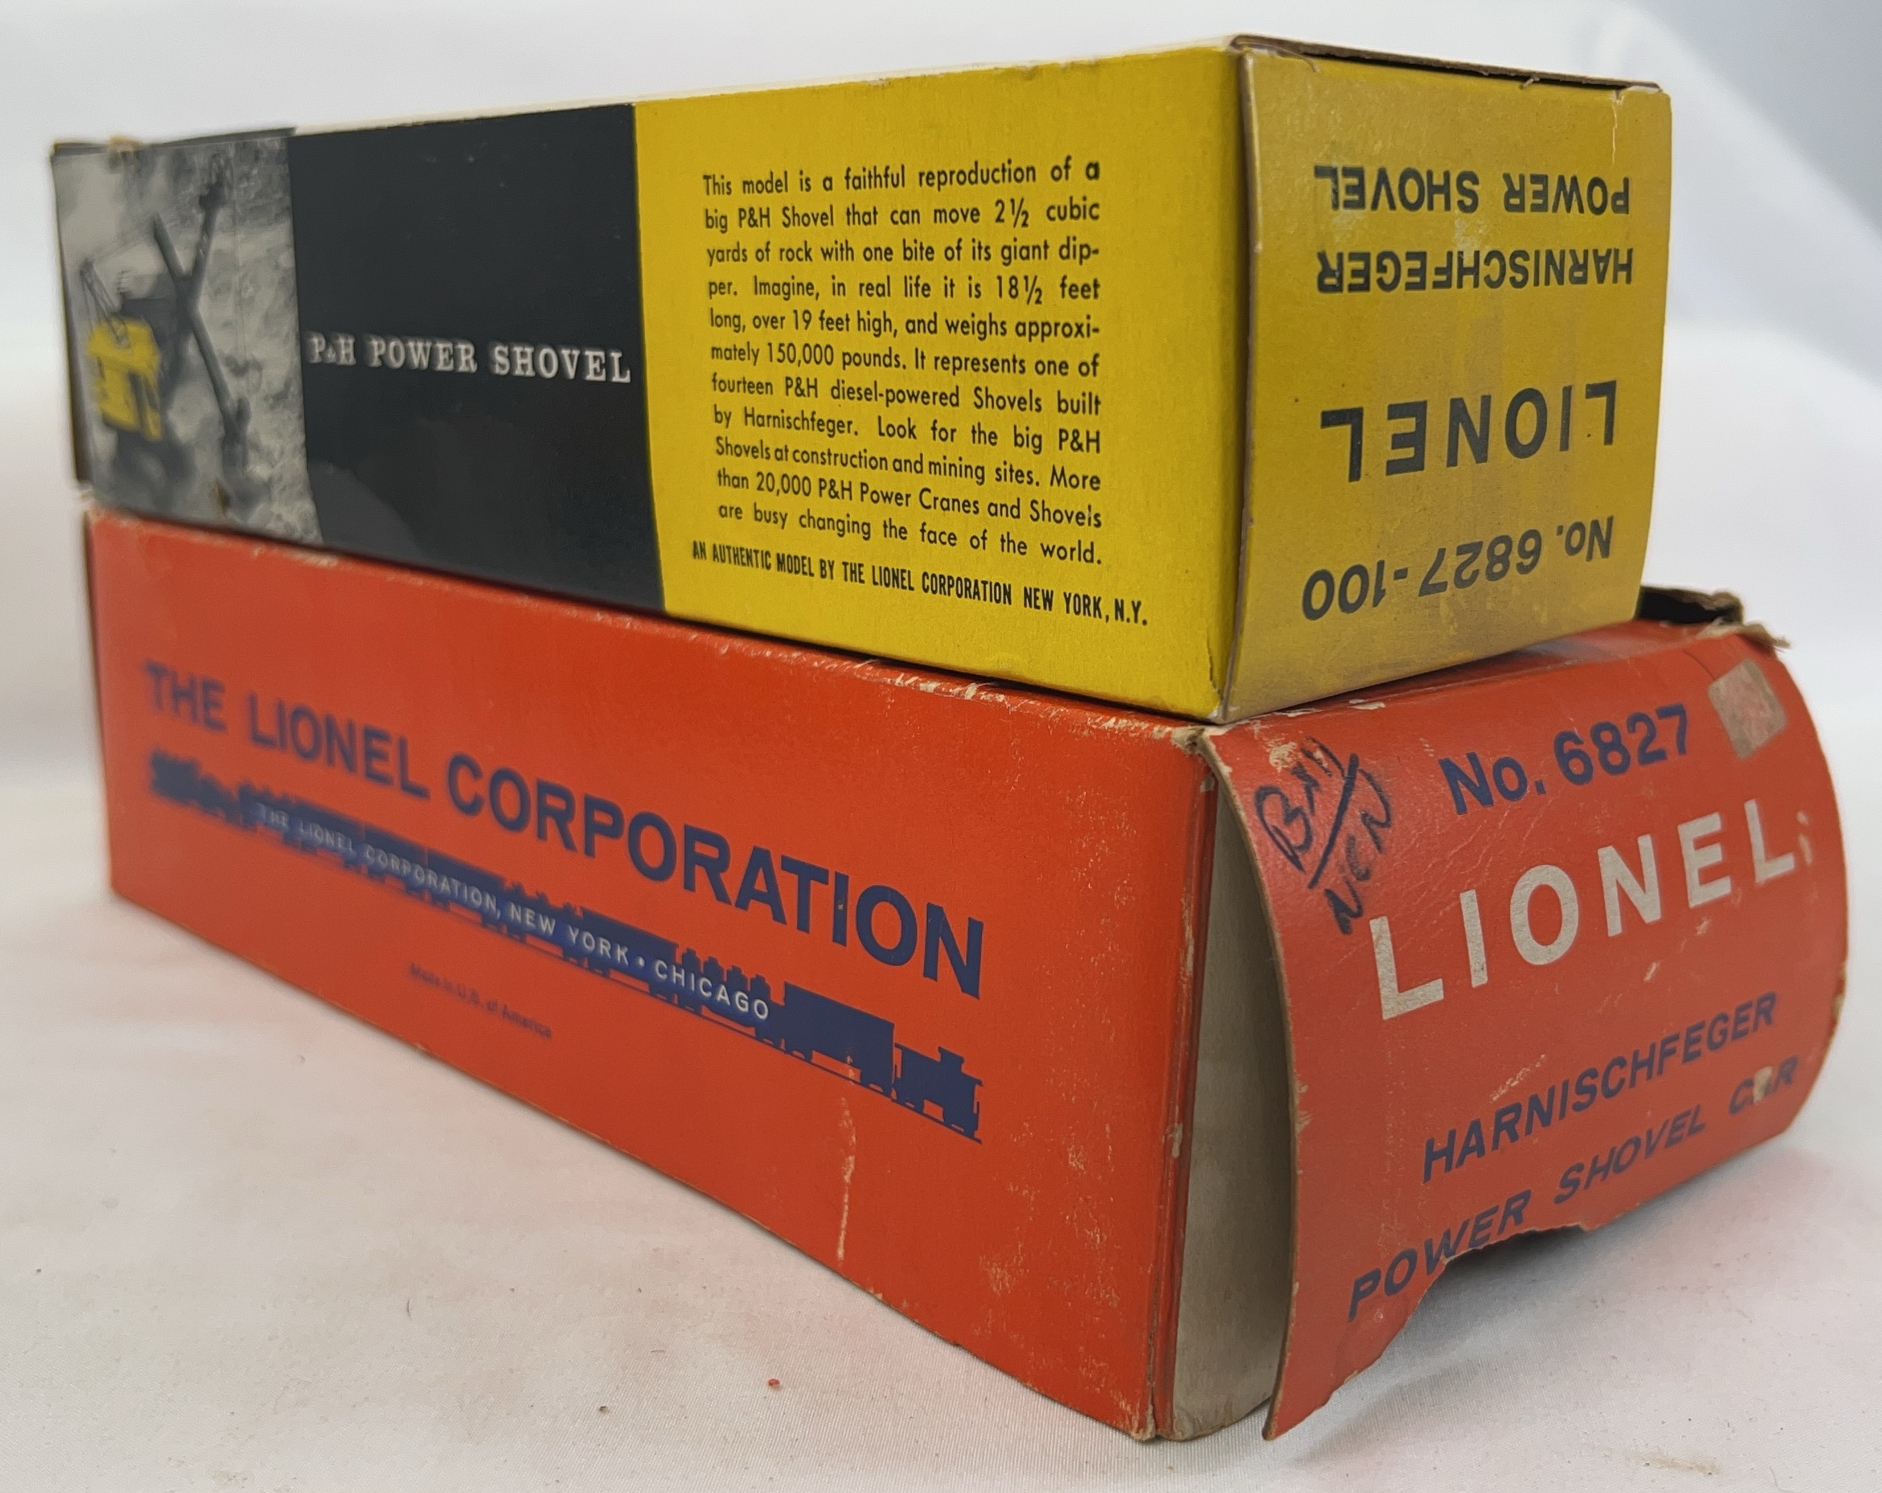 P&H POWER SHOVEL
This model is a faithful reproduction of a
big P&H Shovel that can move 2½ cubic
yards of rock with one bite of its giant dip-
per. Imagine, in real life it is 18½ feet
long, over 19 feet high, and weighs approxi-
mately 150,000 pounds. It represents one of
fourteen P&H diesel-powered Shovels built
by Harnischfeger. Look for the big P&H
Shovels at construction and mining sites. More
than 20,000 P&H Power Cranes and Shovels
are busy changing the face of the world.
AN AUTHENTIC MODEL BY THE LIONEL CORPORATION NEW YORK, N.Y.
No. 6827-100
LIONEL
HARNISCHFEGER
POWER SHOVEL
THE LIONEL CORPORATION
THE LIONEL CORPORATION, NEW YORK • CHICAGO
Made in U.S. of America
No. 6827
LIONEL
HARNISCHFEGER
POWER SHOVEL CAR